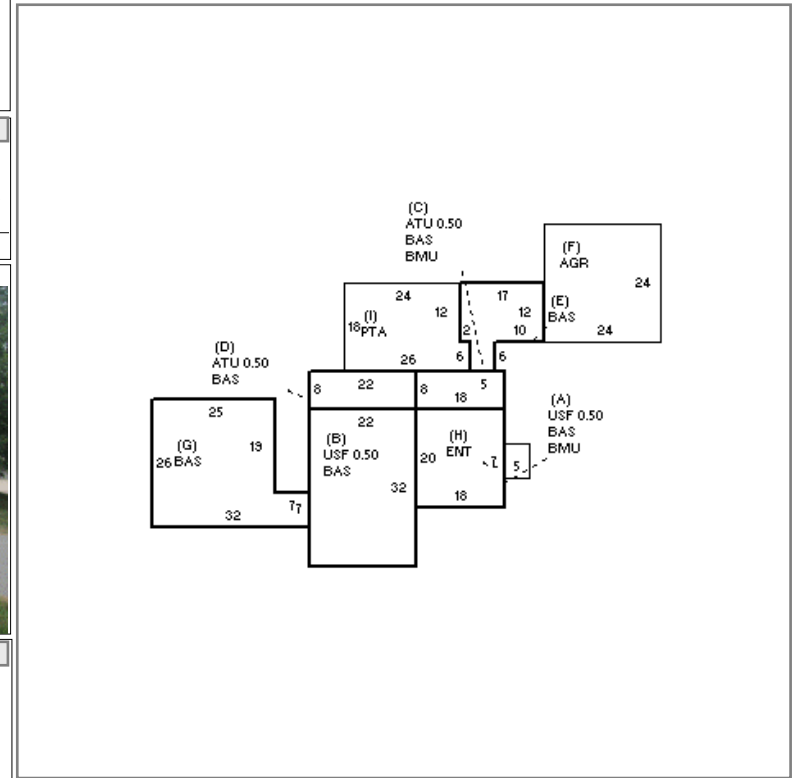 (C)
ATU 0.50
BAS
BMU
(F)
AGR
24
24
24
(I)
18 PTA
12
26
17
12
2
10
(E)
BAS
6
6
(D)
ATU 0.50
BAS
8
22
8
5
18
(A)
USF 0.50
BAS
BMU
25
(G)
26 BAS
19
32
7
7
22
(B)
USF 0.50
BAS
32
(H)
ENT
20
7
5
18